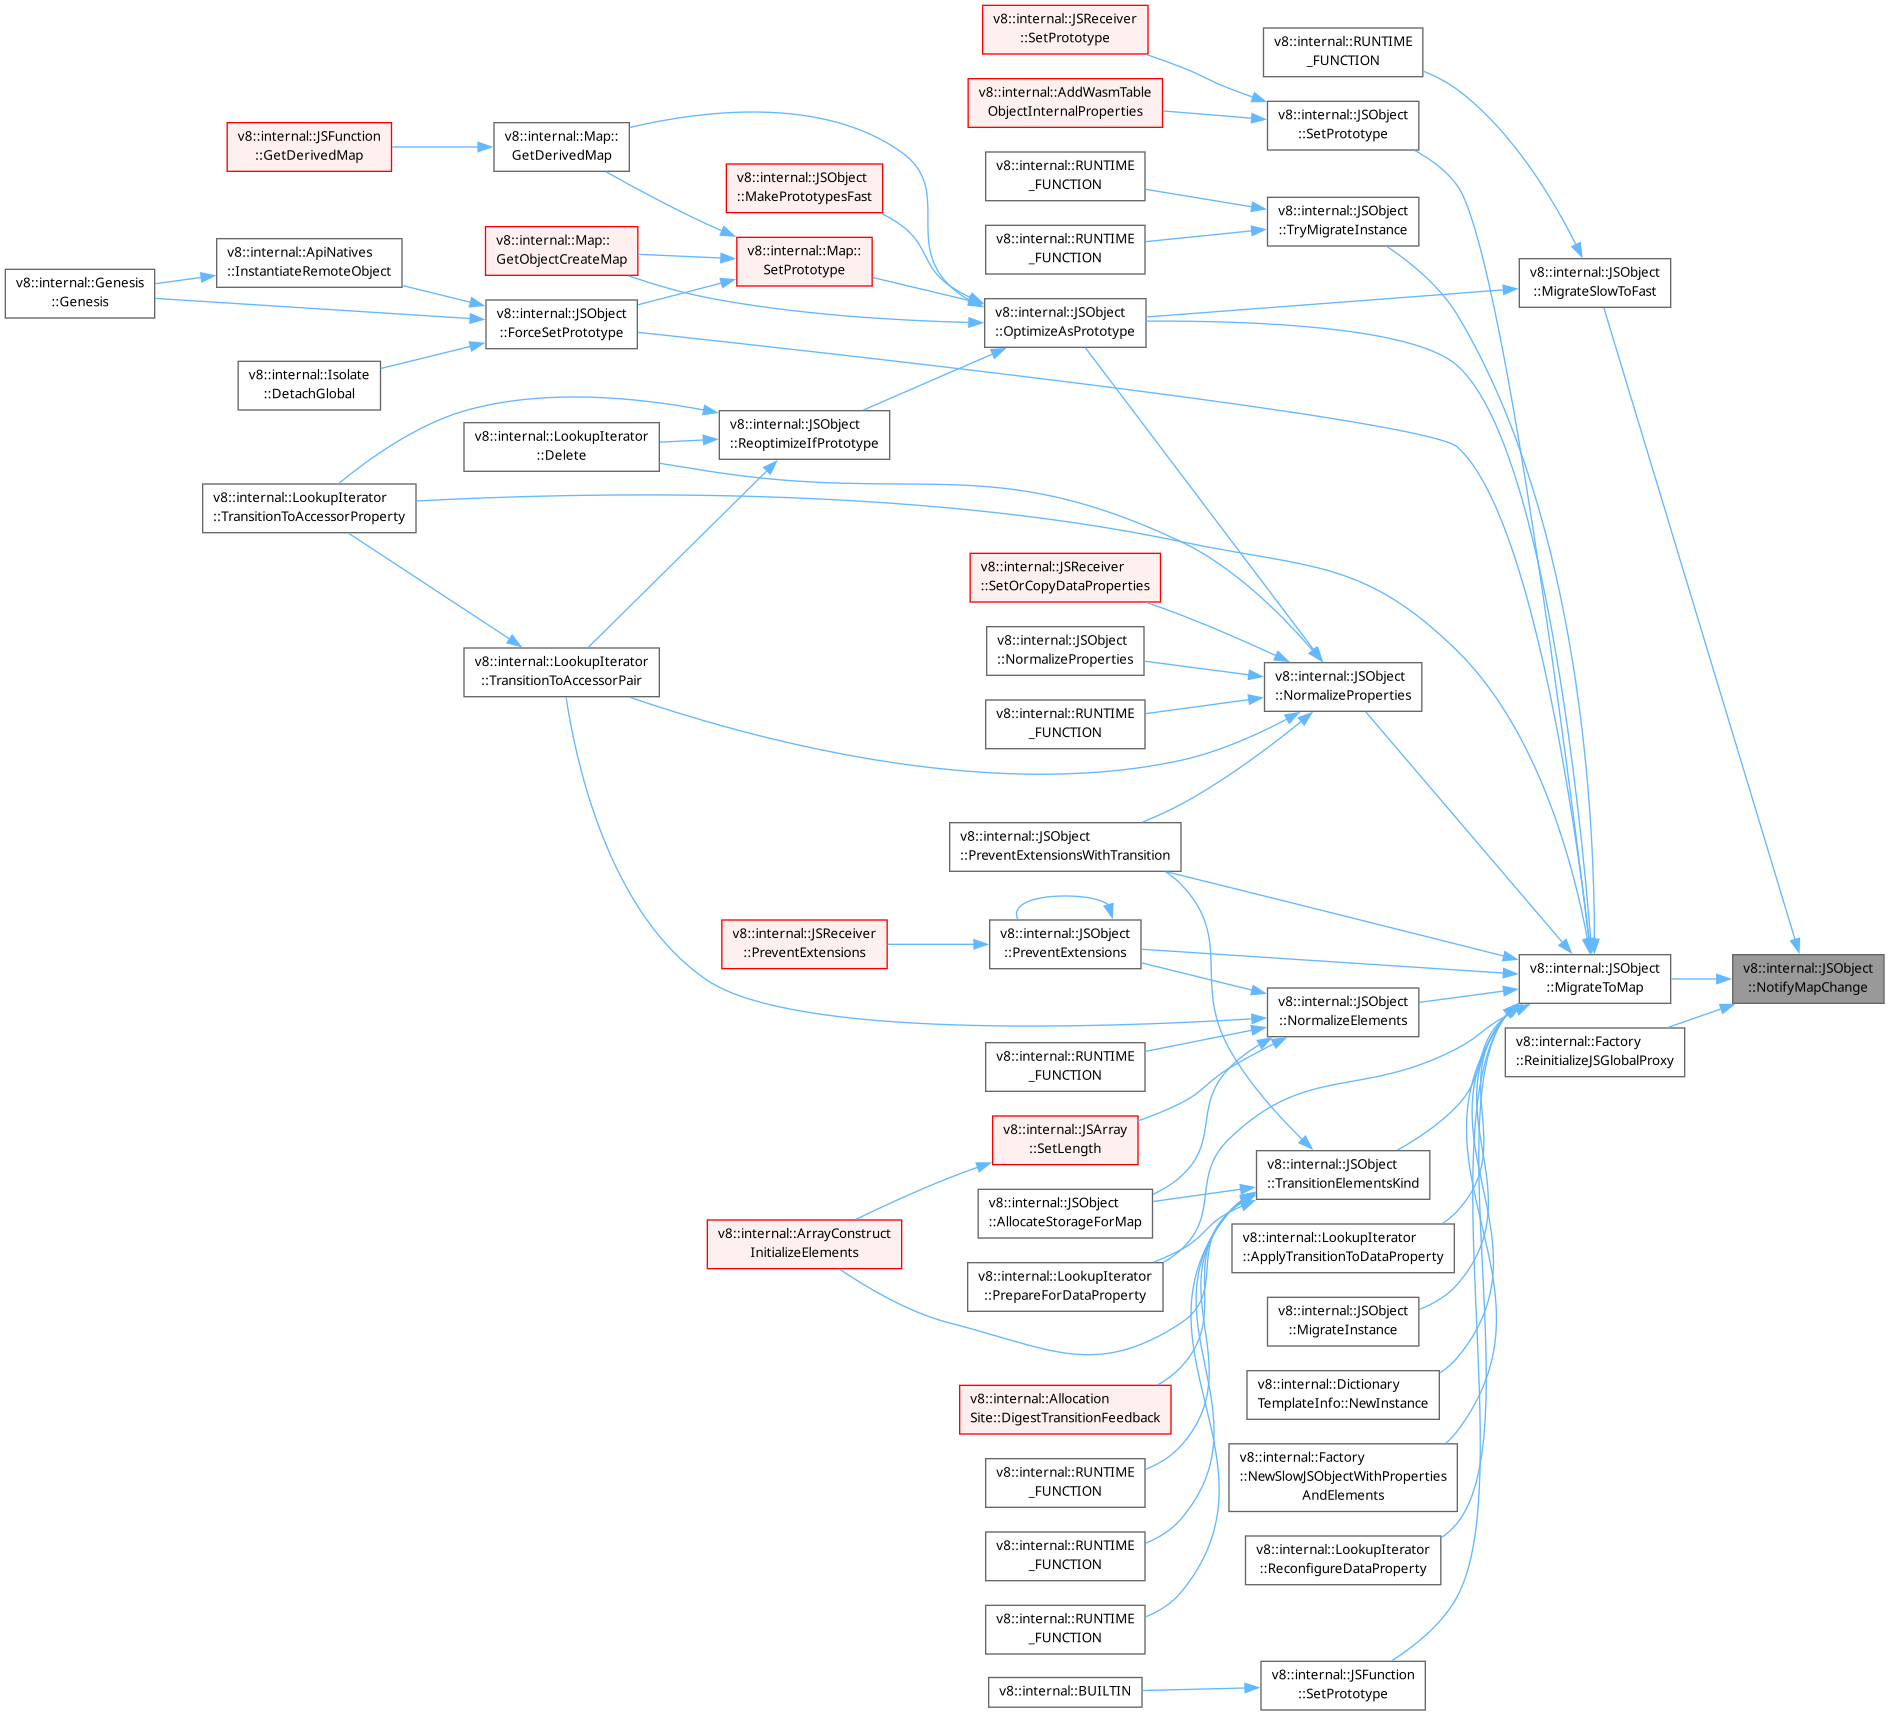 v8::internal::JSReceiver
::SetPrototype
v8::internal::RUNTIME
_FUNCTION
v8::internal::AddWasmTable
ObjectInternalProperties
v8::internal::JSObject
::SetPrototype
v8::internal::JSFunction
::GetDerivedMap
v8::internal::Map::
GetDerivedMap
v8::internal::RUNTIME
_FUNCTION
v8::internal::JSObject
::MakePrototypesFast
v8::internal::JSObject
::TryMigrateInstance
v8::internal::RUNTIME
_FUNCTION
v8::internal::Map::
GetObjectCreateMap
v8::internal::Map::
SetPrototype
v8::internal::ApiNatives
::InstantiateRemoteObject
v8::internal::Genesis
::Genesis
v8::internal::JSObject
::MigrateSlowToFast
v8::internal::JSObject
::ForceSetPrototype
v8::internal::JSObject
::OptimizeAsPrototype
v8::internal::Isolate
::DetachGlobal
v8::internal::JSObject
::ReoptimizeIfPrototype
v8::internal::LookupIterator
::Delete
v8::internal::LookupIterator
::TransitionToAccessorProperty
v8::internal::JSReceiver
::SetOrCopyDataProperties
v8::internal::JSObject
::NormalizeProperties
v8::internal::LookupIterator
::TransitionToAccessorPair
v8::internal::JSObject
::NormalizeProperties
v8::internal::RUNTIME
_FUNCTION
v8::internal::JSObject
::PreventExtensionsWithTransition
v8::internal::JSReceiver
::PreventExtensions
v8::internal::JSObject
::PreventExtensions
v8::internal::JSObject
::MigrateToMap
v8::internal::JSObject
::NotifyMapChange
v8::internal::JSObject
::NormalizeElements
v8::internal::Factory
::ReinitializeJSGlobalProxy
v8::internal::RUNTIME
_FUNCTION
v8::internal::JSArray
::SetLength
v8::internal::JSObject
::TransitionElementsKind
v8::internal::JSObject
::AllocateStorageForMap
v8::internal::ArrayConstruct
InitializeElements
v8::internal::LookupIterator
::ApplyTransitionToDataProperty
v8::internal::LookupIterator
::PrepareForDataProperty
v8::internal::JSObject
::MigrateInstance
v8::internal::Allocation
Site::DigestTransitionFeedback
v8::internal::Dictionary
TemplateInfo::NewInstance
v8::internal::RUNTIME
_FUNCTION
v8::internal::Factory
::NewSlowJSObjectWithProperties
AndElements
v8::internal::RUNTIME
_FUNCTION
v8::internal::LookupIterator
::ReconfigureDataProperty
v8::internal::RUNTIME
_FUNCTION
v8::internal::BUILTIN
v8::internal::JSFunction
::SetPrototype